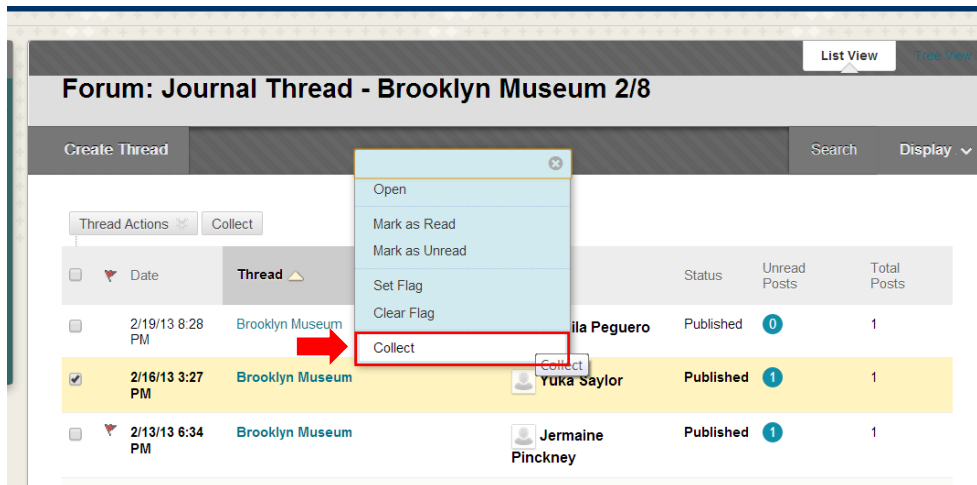 List View Tree View
Forum: Journal Thread - Brooklyn Museum 2/8
Create Thread Search Display
Open
Mark as Read
Mark as Unread
Set Flag
Clear Flag
Collect
Collect
Thread Actions Collect
Date Thread Status Unread Posts Total Posts
2/19/13 8:28 PM Brooklyn Museum ila Peguero Published 0 1
2/16/13 3:27 PM Brooklyn Museum Yuka Saylor Published 1 1
2/13/13 6:34 PM Brooklyn Museum Jermaine Pinckney Published 1 1